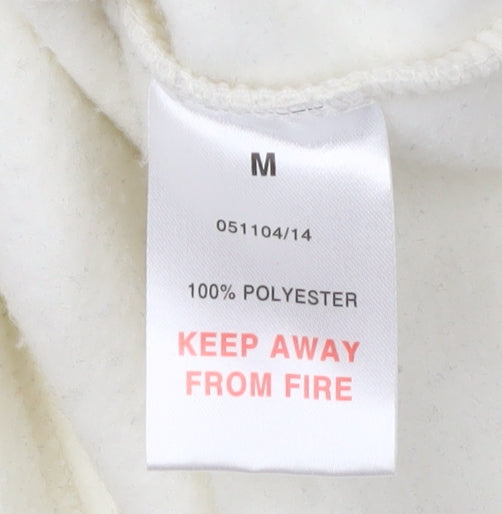 M
051104/14
100% POLYESTER
KEEP AWAY
FROM FIRE